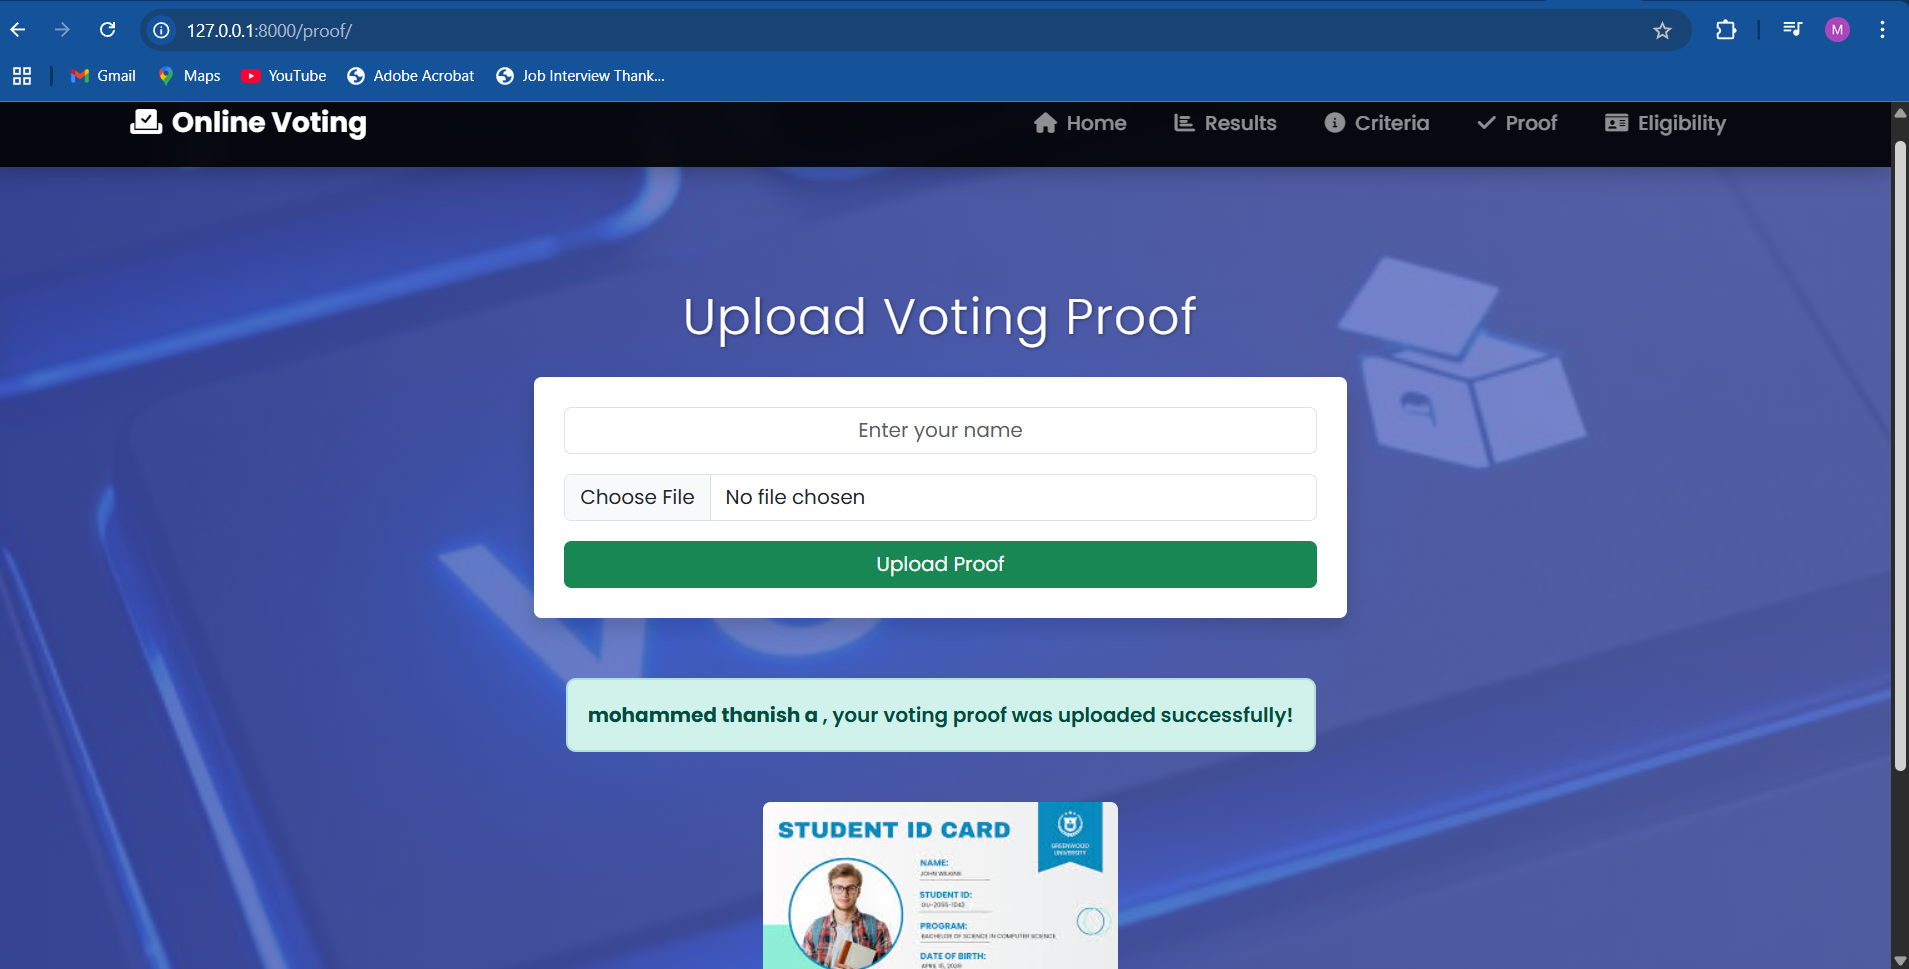 127.0.0.1:8000/proof/
M
Gmail Maps YouTube Adobe Acrobat Job Interview Thank...
Online Voting
Home Results Criteria Proof Eligibility
Upload Voting Proof
Enter your name
Choose File No file chosen
Upload Proof
mohammed thanish a , your voting proof was uploaded successfully!
STUDENT ID CARD
GREENWOOD
UNIVERSITY
NAME:
JOHN WILKINS
STUDENT ID:
GU-2055-1543
PROGRAM:
BACHELOR OF SCIENCE IN COMPUTER SCIENCE
DATE OF BIRTH: